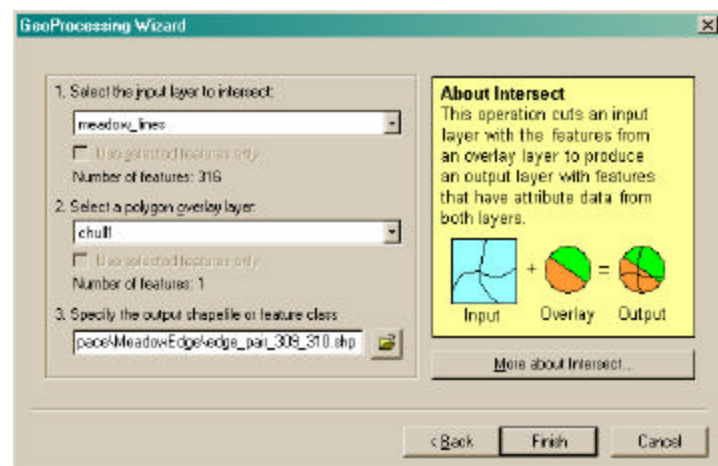 GeoProcessing Wizard
1. Select the input layer to intersect:
meadow_lines
Use selected features only
Number of features: 316
2. Select a polygon overlay layer:
chull1
Use selected features only
Number of features: 1
3. Specify the output shapefile or feature class
pace\MeadowEdge\edge_pair_309_310.shp
About Intersect
This operation cuts an input
layer with the features from
an overlay layer to produce
an output layer with features
that have attribute data from
both layers.
+ =
Input Overlay Output
More about Intersect...
< Back Finish Cancel